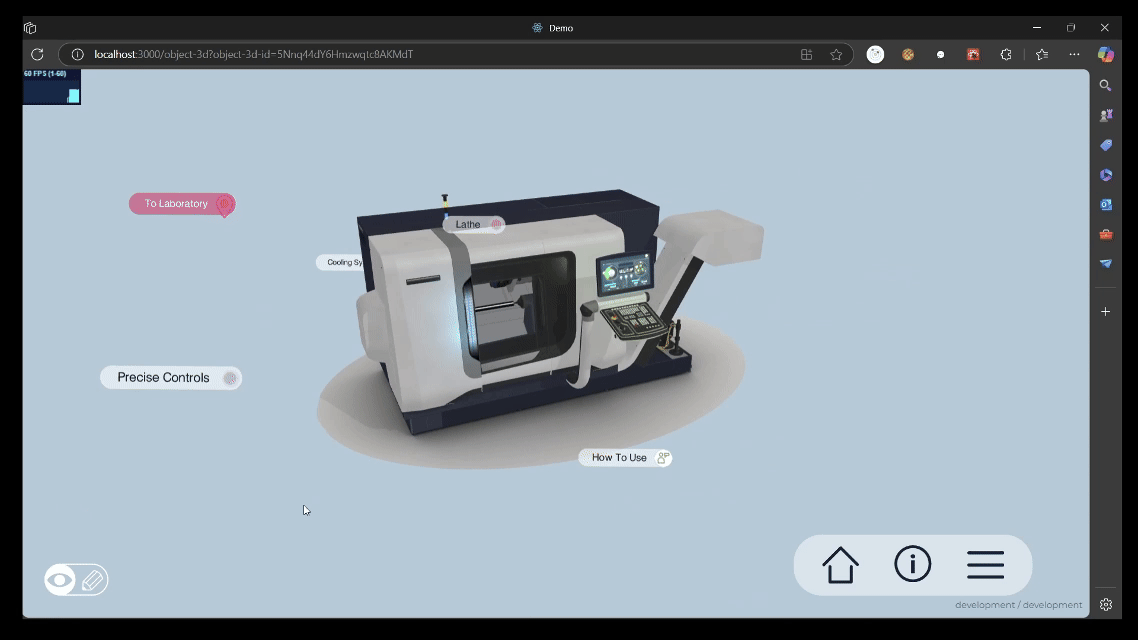 Demo
localhost:3000/object-3d?object-3d-id=5Nnq44dY6Hmzwqtc8AKMdT
60 FPS (1-60)
To Laboratory
Lathe
Cooling Sy
Precise Controls
How To Use
development / development